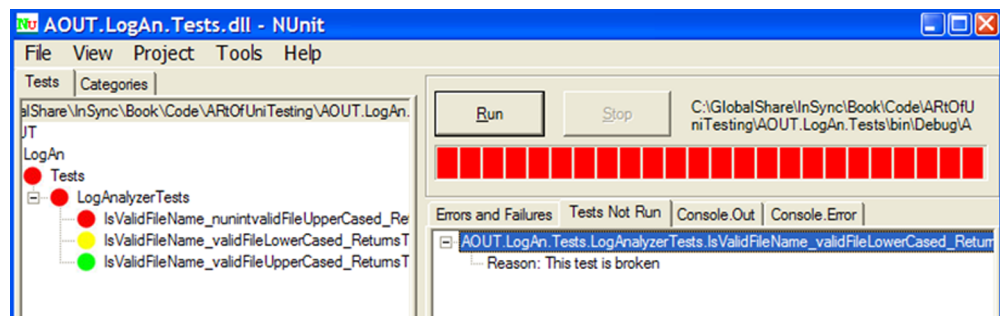 Nu AOUT.LogAn.Tests.dll - NUnit
File View Project Tools Help
Tests Categories
alShare\InSync\Book\Code\ARtOfUniTesting\AOUT.LogAn.
UT
LogAn
Tests
LogAnalyzerTests
IsValidFileName_nunintvalidFileUpperCased_Re
IsValidFileName_validFileLowerCased_ReturnsT
IsValidFileName_validFileUpperCased_ReturnsT
Run Stop
C:\GlobalShare\InSync\Book\Code\ARtOfU
niTesting\AOUT.LogAn.Tests\bin\Debug\A
Errors and Failures Tests Not Run Console.Out Console.Error
AOUT.LogAn.Tests.LogAnalyzerTests.IsValidFileName_validFileLowerCased_Return
Reason: This test is broken